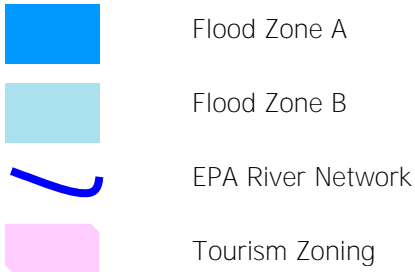 Flood Zone A
Flood Zone B
EPA River Network
Tourism Zoning